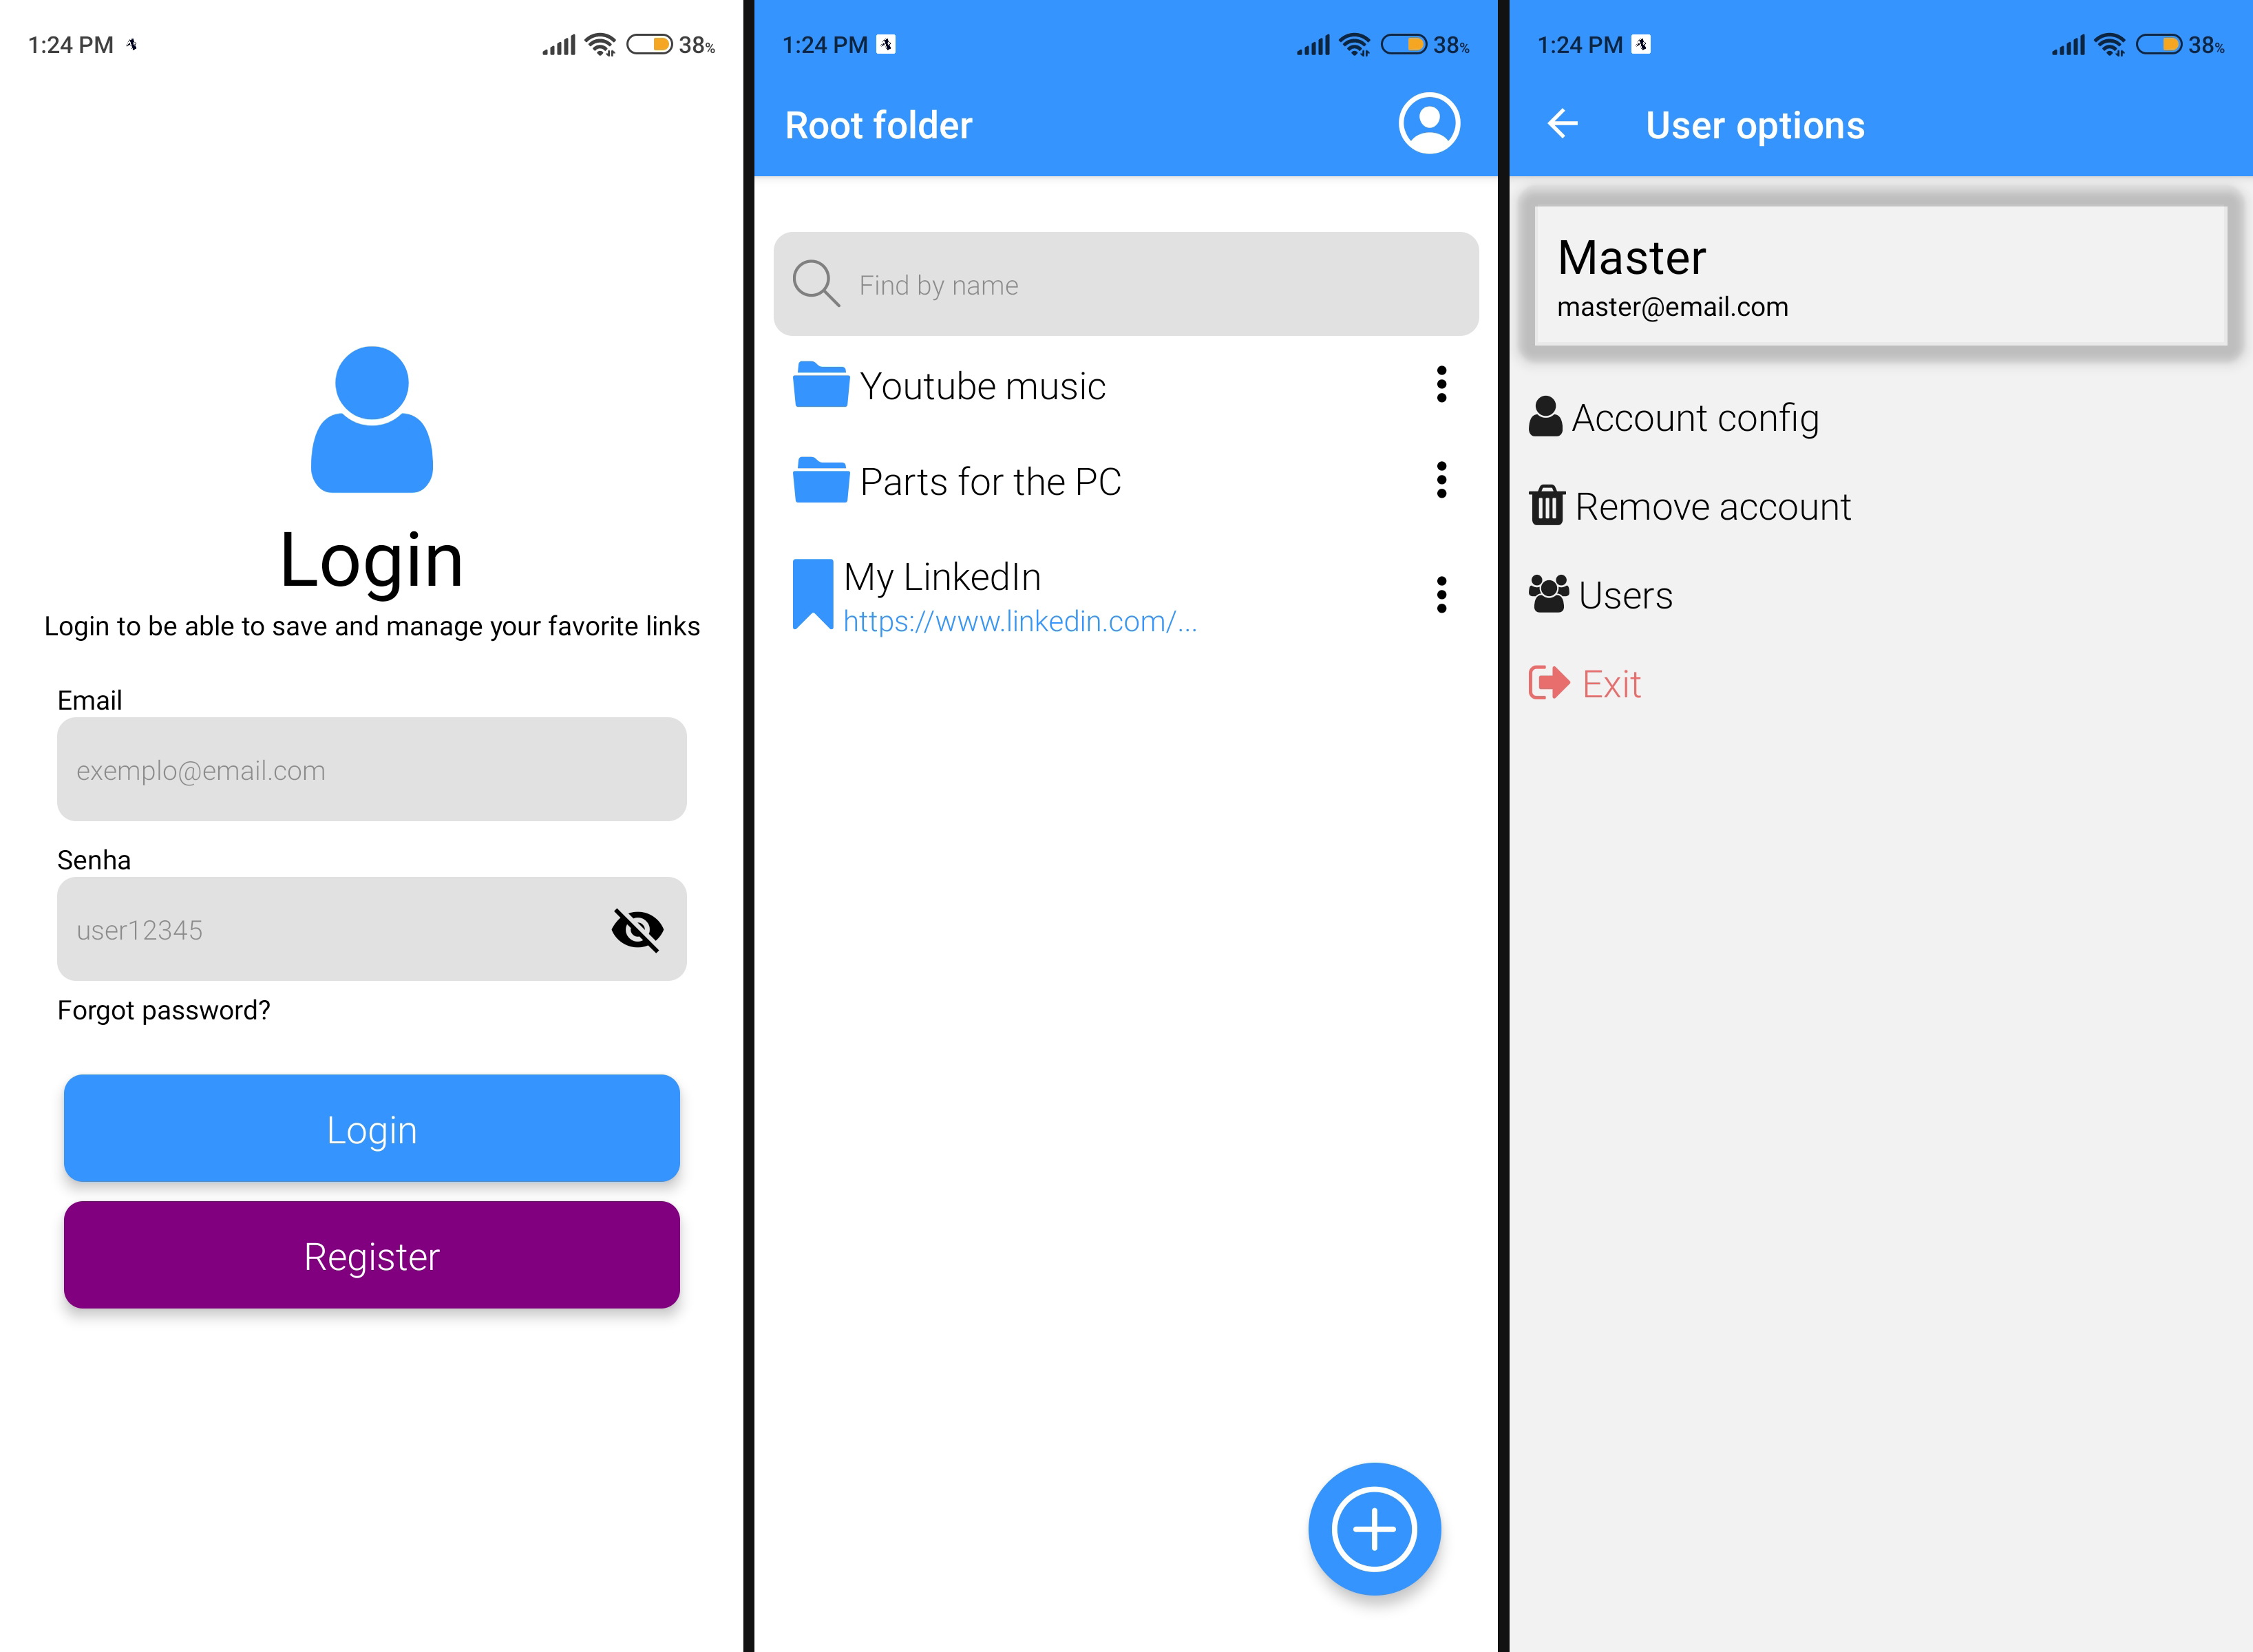 1:24 PM 38%
Login
Login to be able to save and manage your favorite links
Email
exemplo@email.com
Senha
user12345
Forgot password?
Login
Register
1:24 PM 38%
Root folder
Find by name
Youtube music
Parts for the PC
My LinkedIn
https://www.linkedin.com/...
1:24 PM 38%
User options
Master
master@email.com
Account config
Remove account
Users
Exit